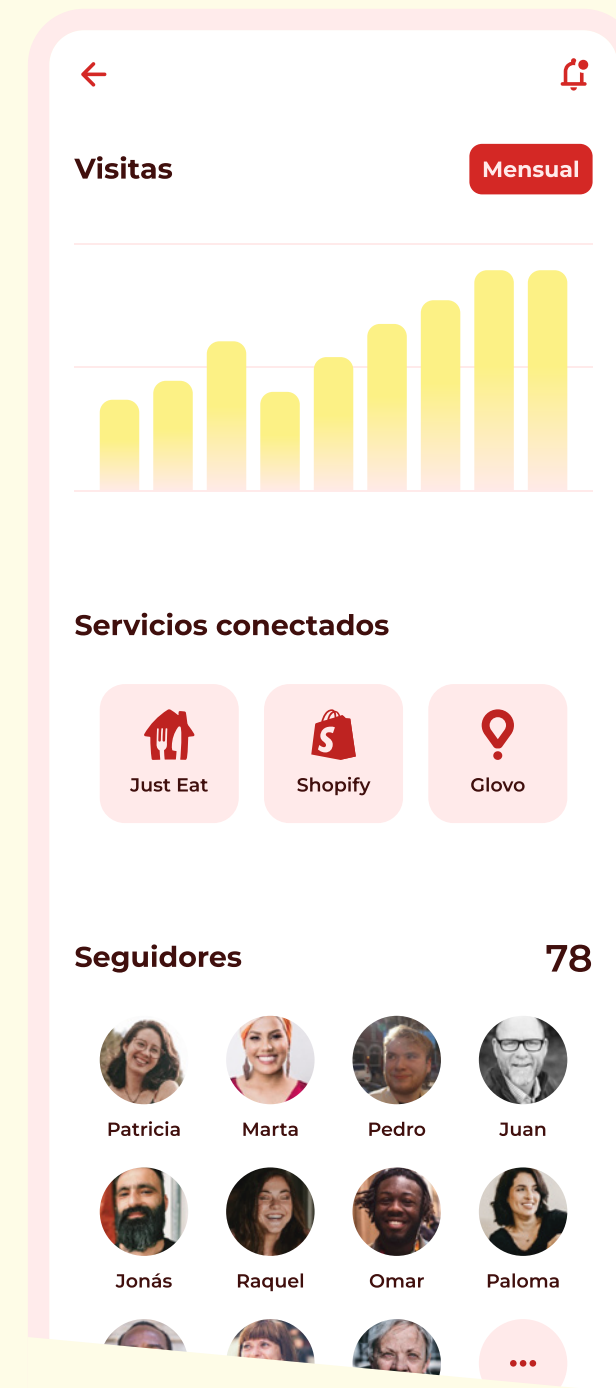 Visitas
Mensual
Servicios conectados
Just Eat
Shopify
Glovo
Seguidores
78
Patricia
Marta
Pedro
Juan
Jonás
Raquel
Omar
Paloma